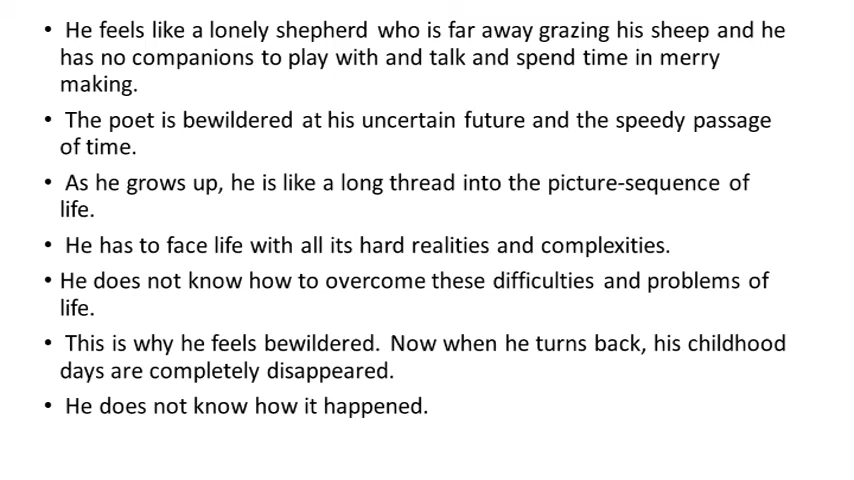 • He feels like a lonely shepherd who is far away grazing his sheep and he
has no companions to play with and talk and spend time in merry
making.
• The poet is bewildered at his uncertain future and the speedy passage
of time.
• As he grows up, he is like a long thread into the picture-sequence of
life.
• He has to face life with all its hard realities and complexities.
• He does not know how to overcome these difficulties and problems of
life.
• This is why he feels bewildered. Now when he turns back, his childhood
days are completely disappeared.
• He does not know how it happened.